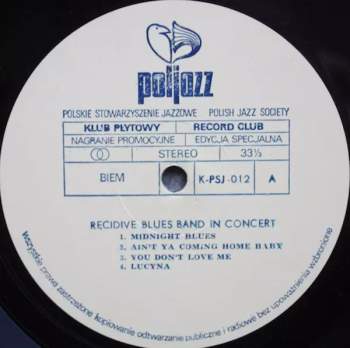 poljazz
POLSKIE STOWARZYSZENIE JAZZOWE POLISH JAZZ SOCIETY
KLUB PŁYTOWY RECORD CLUB
NAGRANIE PROMOCYJNE EDYCJA SPECJALNA
STEREO 33⅓
BIEM K-PSJ-012 A
RECIDIVE BLUES BAND IN CONCERT
1. MIDNIGHT BLUES
2. AIN'T YA COMING HOME BABY
3. YOU DON'T LOVE ME
4. LUCYNA
Wszystkie prawa zastrzeżone kopiowanie odtwarzanie publiczne i radiowe bez upoważnienia wzbronione